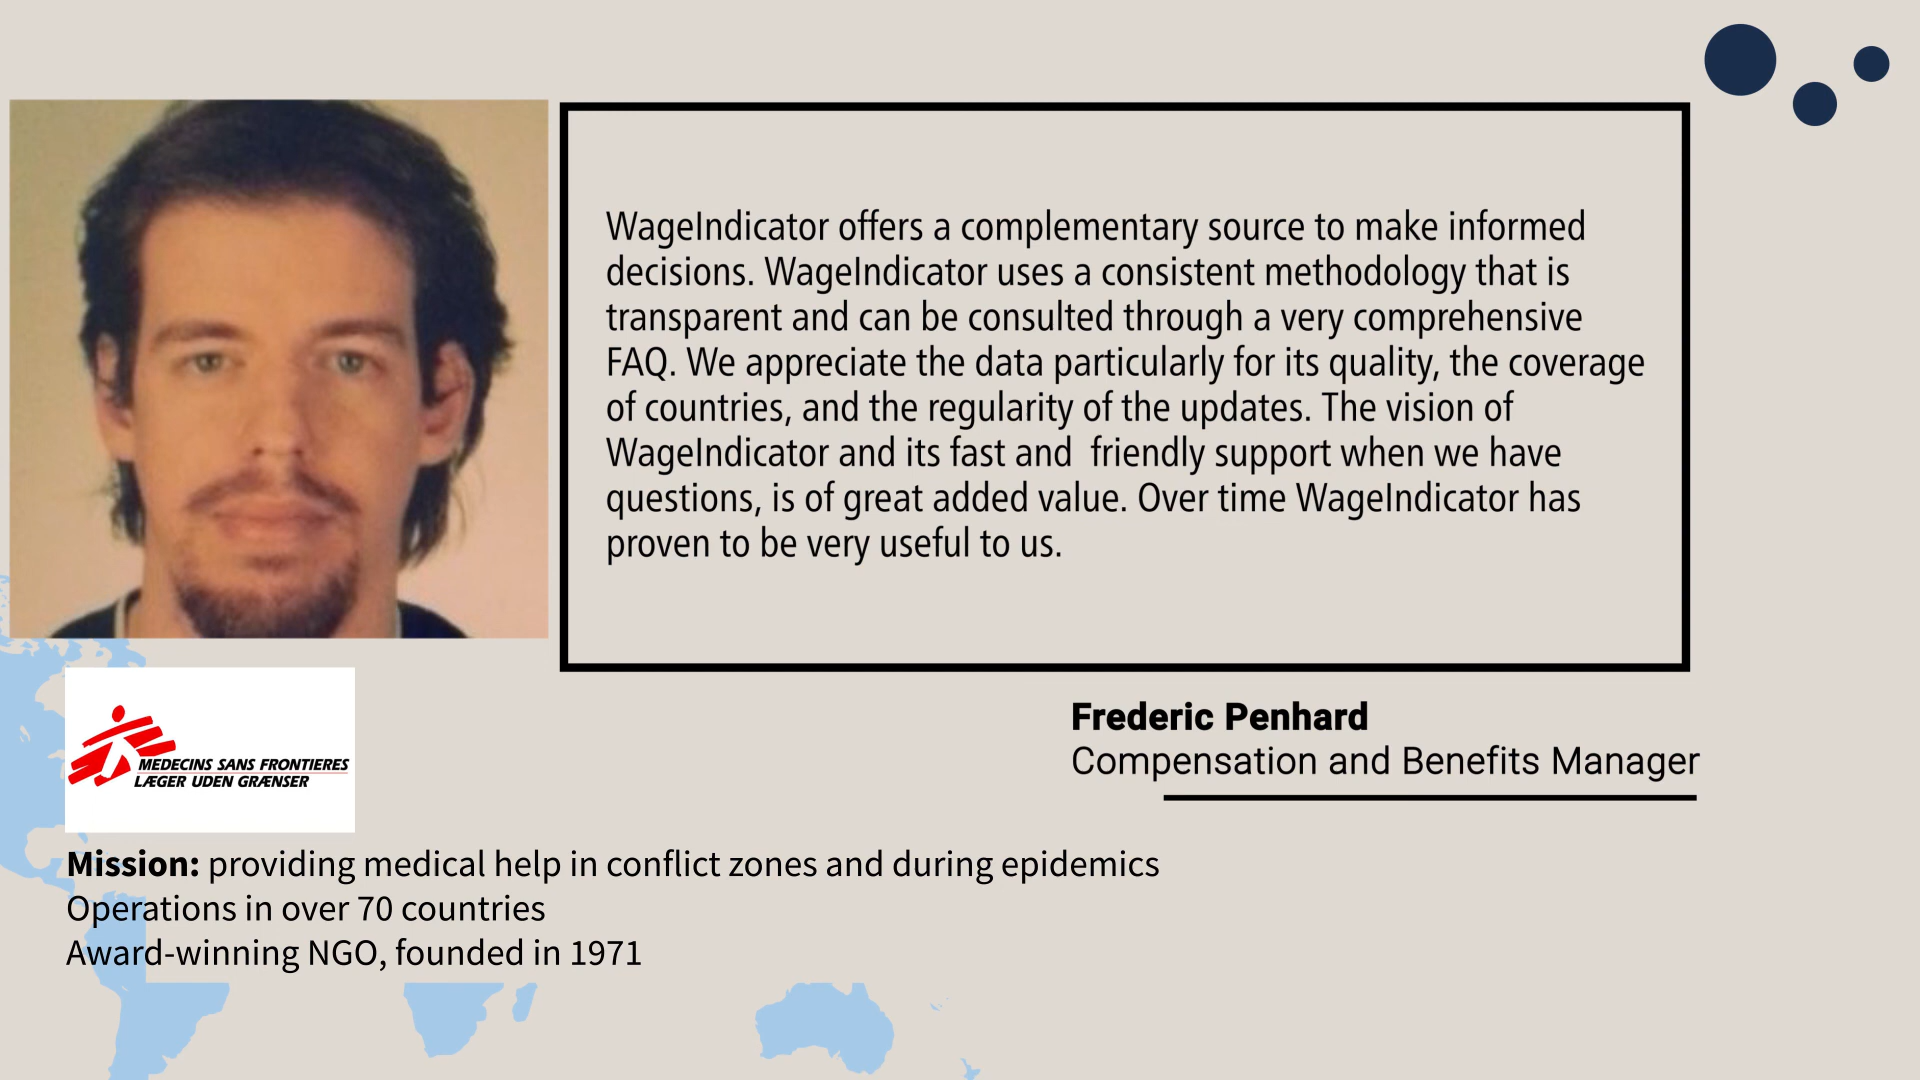 WageIndicator offers a complementary source to make informed
decisions. WageIndicator uses a consistent methodology that is
transparent and can be consulted through a very comprehensive
FAQ. We appreciate the data particularly for its quality, the coverage
of countries, and the regularity of the updates. The vision of
WageIndicator and its fast and  friendly support when we have
questions, is of great added value. Over time WageIndicator has
proven to be very useful to us.
Frederic Penhard
Compensation and Benefits Manager
MEDECINS SANS FRONTIERES
LÆGER UDEN GRÆNSER
Mission: providing medical help in conflict zones and during epidemics
Operations in over 70 countries
Award-winning NGO, founded in 1971